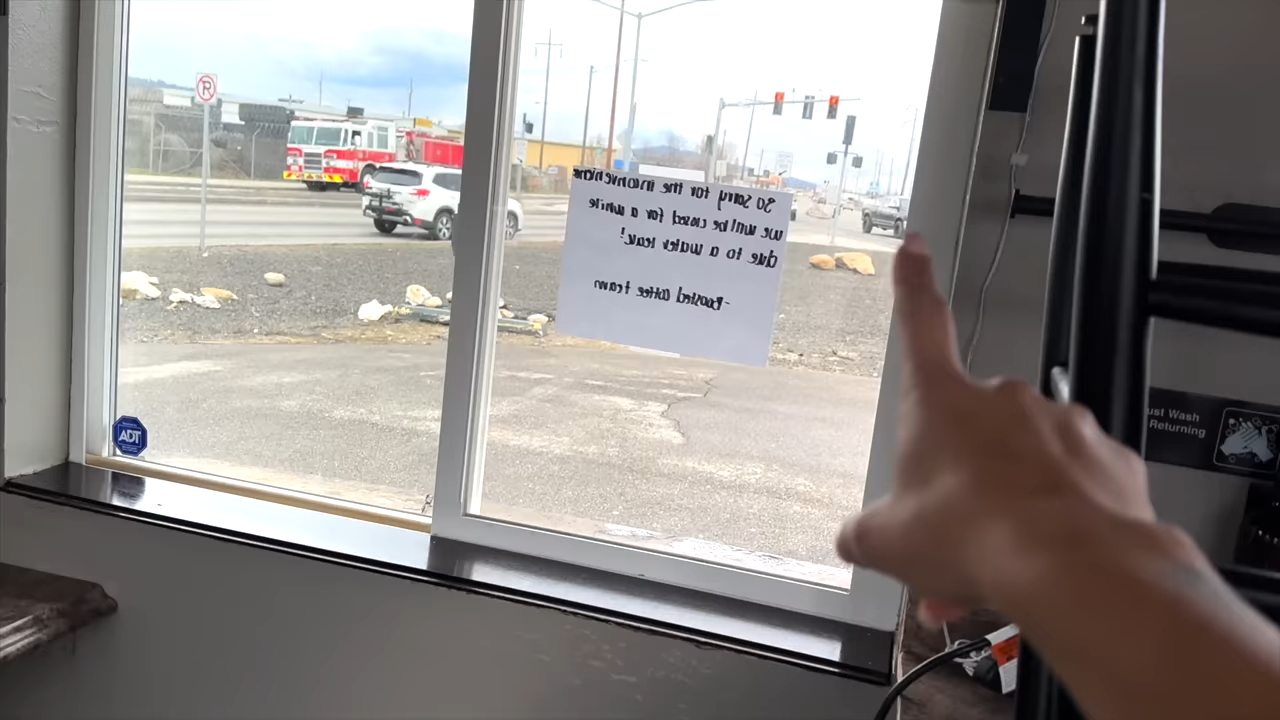 So sorry for the inconvenience
we will be closed for a while
due to a water leak!
-Boosted Coffee team
ADT
ust Wash
Returning
P